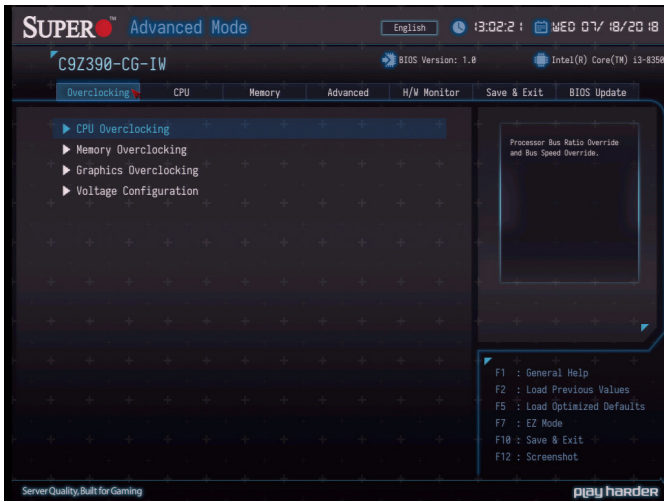 SUPER Advanced Mode English 13:02:21 WED 07/18/2018
C9Z390-CG-IW BIOS Version: 1.0 Intel(R) Core(TM) i3-8350
Overclocking CPU Memory Advanced H/W Monitor Save & Exit BIOS Update
CPU Overclocking
Memory Overclocking
Graphics Overclocking
Voltage Configuration
Processor Bus Ratio Override
and Bus Speed Override.
F1 : General Help
F2 : Load Previous Values
F5 : Load Optimized Defaults
F7 : EZ Mode
F10 : Save & Exit
F12 : Screenshot
Server Quality, Built for Gaming play harder